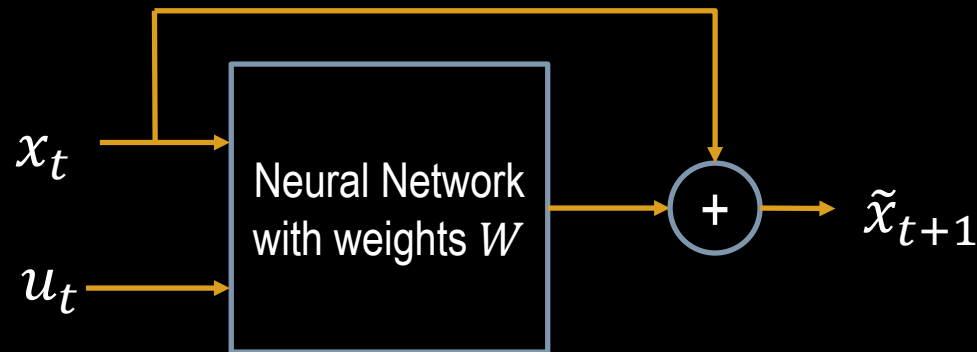 x_t
Neural Network
with weights W
+
x̃_{t+1}
u_t